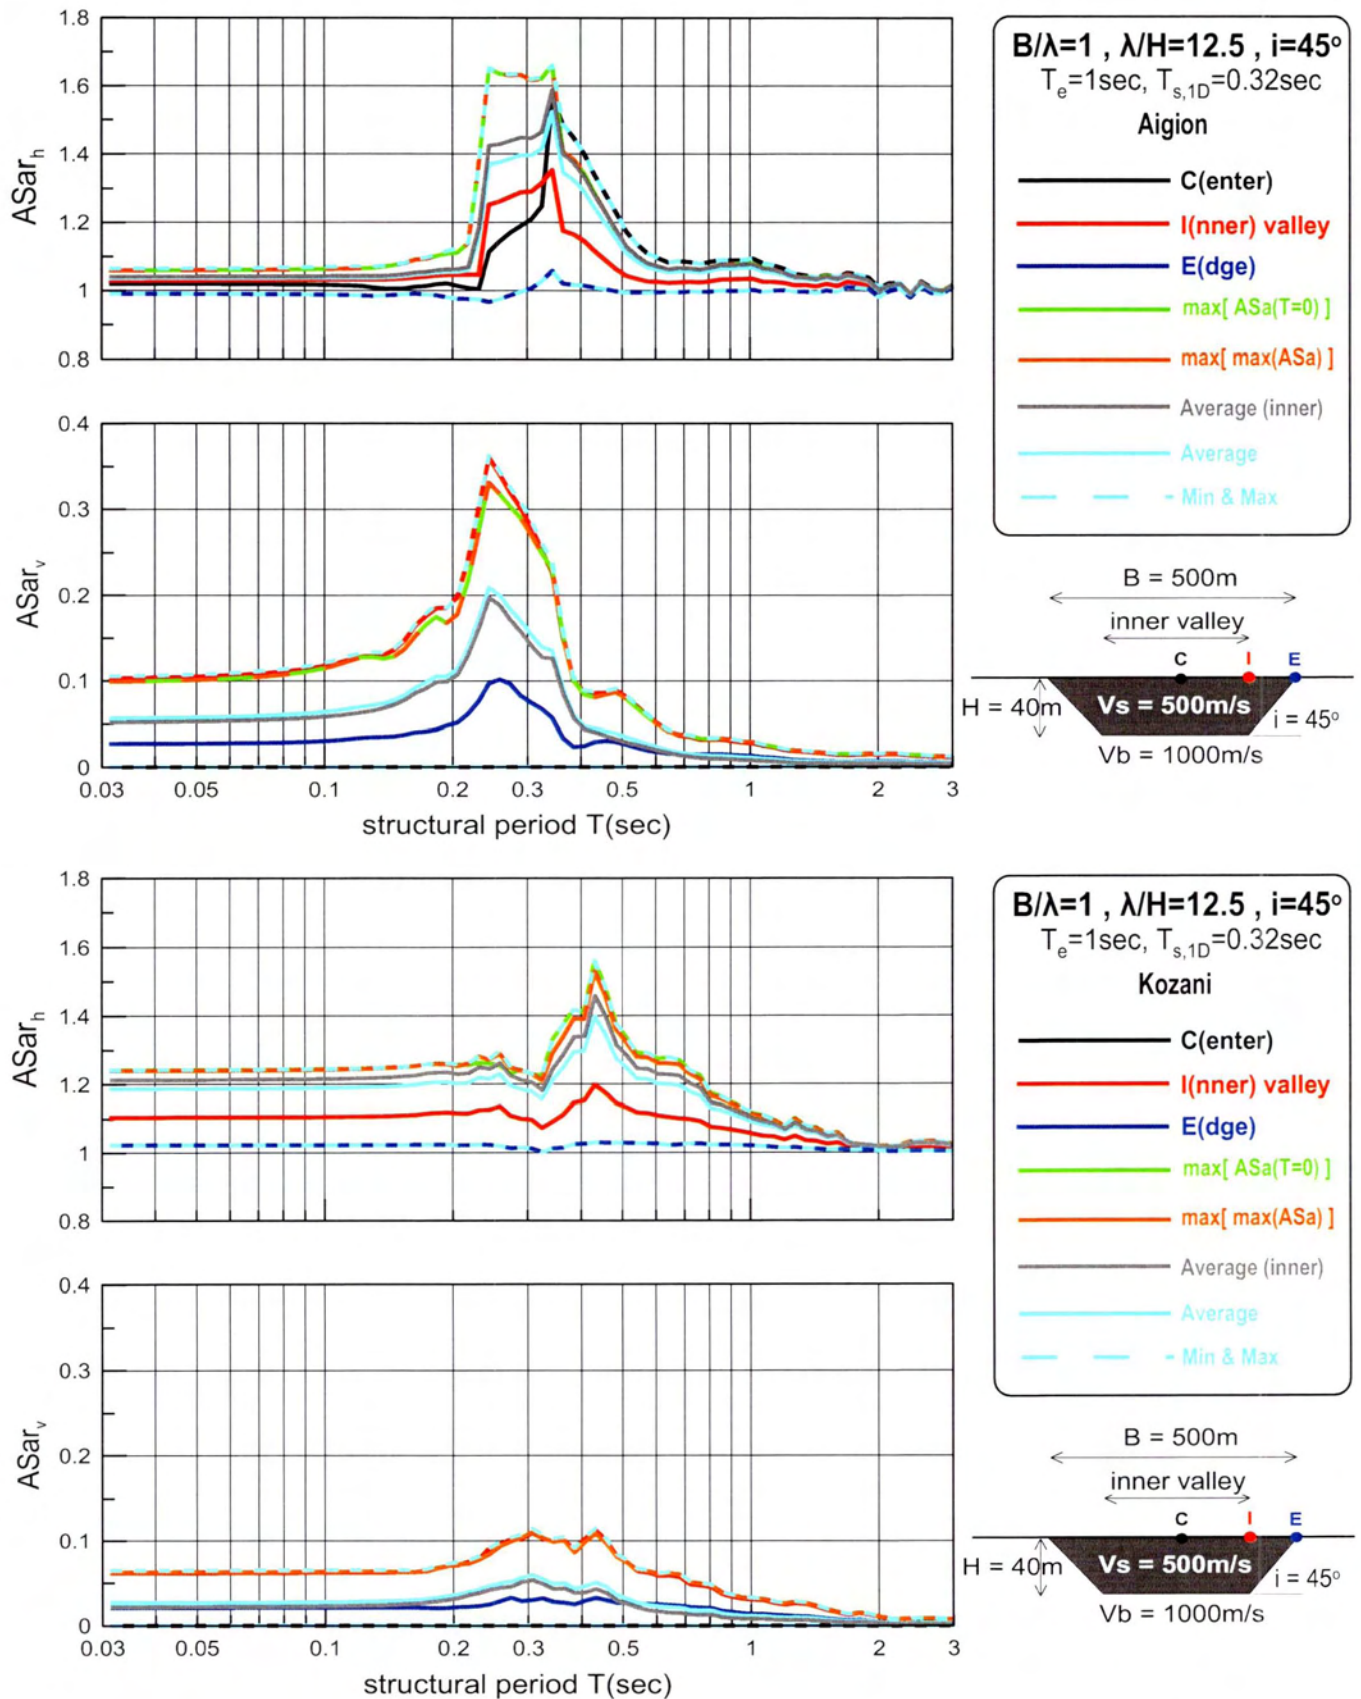 1.8
1.6
1.4
1.2
1
0.8
ASar_h
B/λ=1 , λ/H=12.5 , i=45°
T_e=1sec, T_s,1D=0.32sec
Aigion
C(enter)
I(nner) valley
E(dge)
max[ ASa(T=0) ]
max[ max(ASa) ]
Average (inner)
Average
Min & Max
0.4
0.3
0.2
0.1
0
ASar_v
0.03 0.05 0.1 0.2 0.3 0.5 1 2 3
structural period T(sec)
B = 500m
inner valley
C I E
H = 40m
Vs = 500m/s
i = 45°
Vb = 1000m/s
1.8
1.6
1.4
1.2
1
0.8
ASar_h
B/λ=1 , λ/H=12.5 , i=45°
T_e=1sec, T_s,1D=0.32sec
Kozani
C(enter)
I(nner) valley
E(dge)
max[ ASa(T=0) ]
max[ max(ASa) ]
Average (inner)
Average
Min & Max
0.4
0.3
0.2
0.1
0
ASar_v
0.03 0.05 0.1 0.2 0.3 0.5 1 2 3
structural period T(sec)
B = 500m
inner valley
C I E
H = 40m
Vs = 500m/s
i = 45°
Vb = 1000m/s